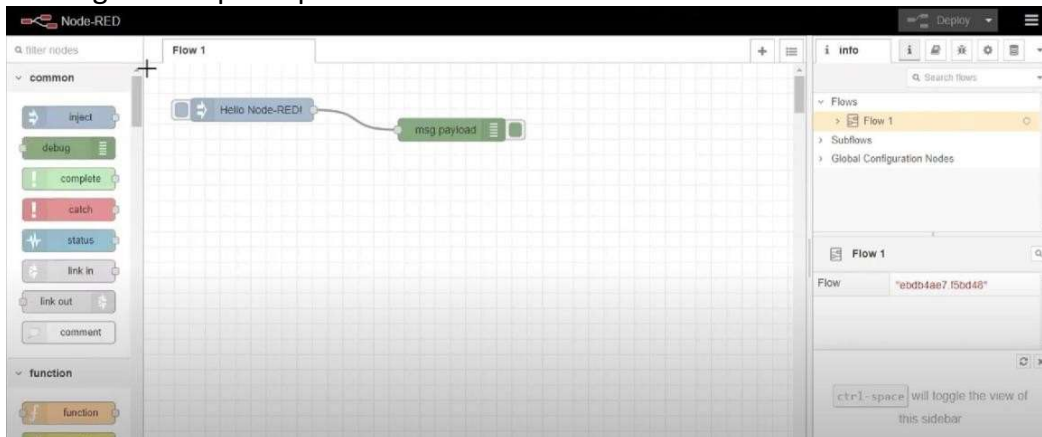 Node-RED
Deploy
filter nodes
Flow 1
info
i
common
Search flows
Flows
Flow 1
Subflows
Global Configuration Nodes
inject
Hello Node-RED!
msg.payload
debug
complete
catch
status
link in
link out
comment
Flow 1
Flow "ebdb4ae7.f5bd48"
function
function
ctrl-space will toggle the view of
this sidebar